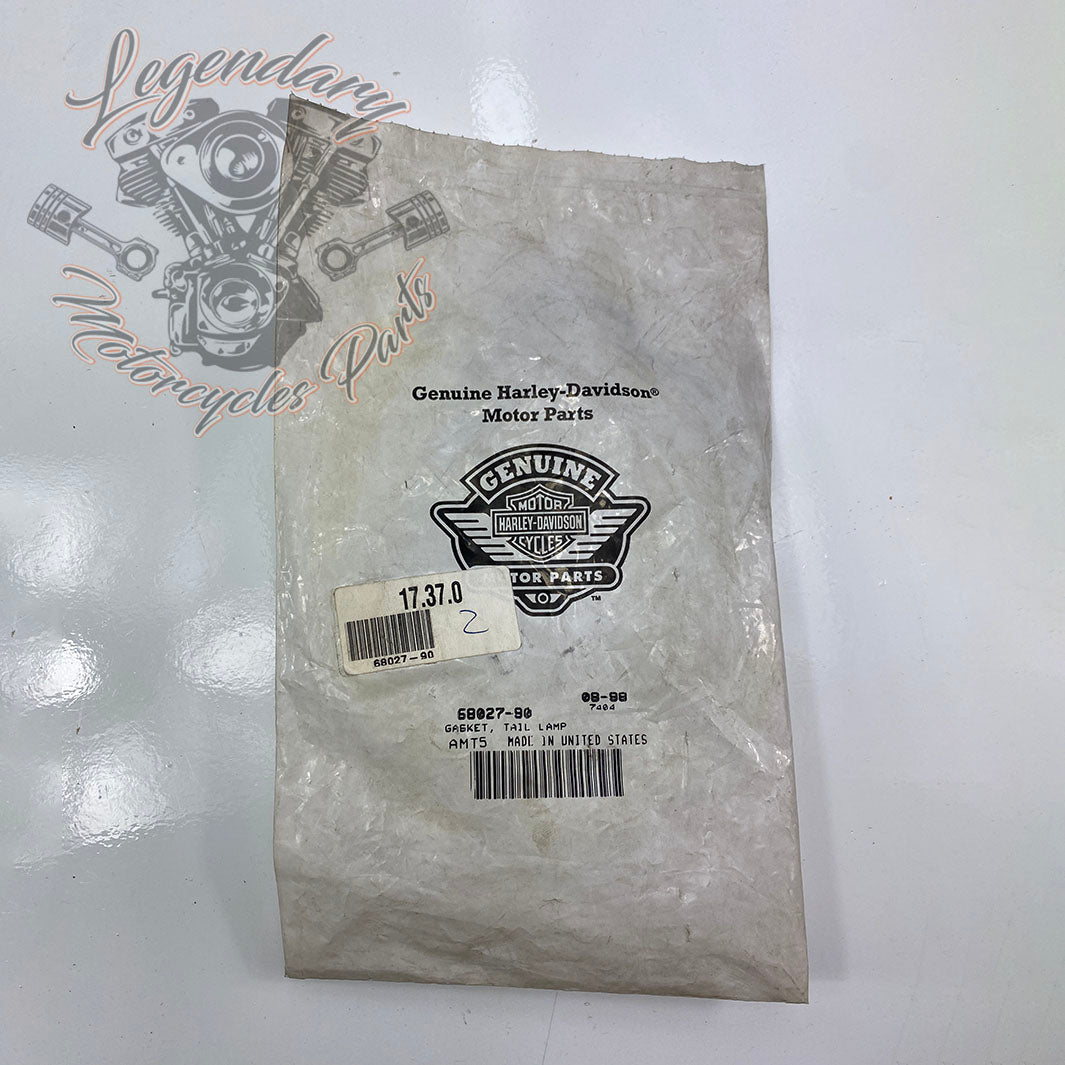 Legendary
Motorcycles Parts
Genuine Harley-Davidson®
Motor Parts
GENUINE
MOTOR
HARLEY-DAVIDSON
CYCLES
TOR PARTS
TM
17.37.0
2
68027-90
08-98
7404
68027-90
GASKET, TAIL LAMP
AMT5 MADE IN UNITED STATES